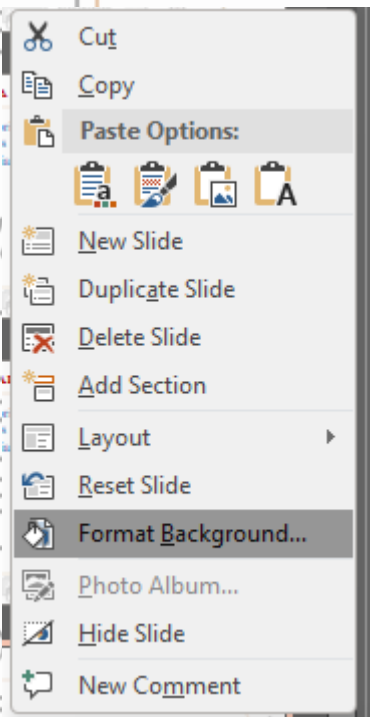 Cut
Copy
Paste Options:
New Slide
Duplicate Slide
Delete Slide
Add Section
Layout
Reset Slide
Format Background...
Photo Album...
Hide Slide
New Comment